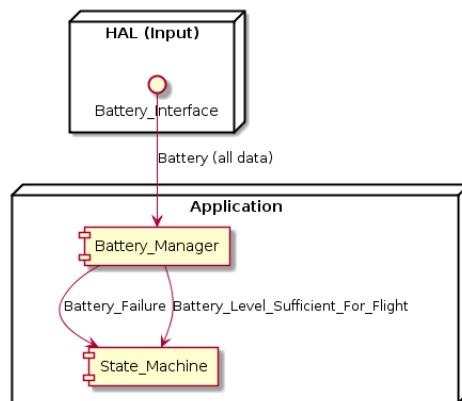 HAL (Input)
Battery_Interface
Battery (all data)
Application
Battery_Manager
Battery_Failure
Battery_Level_Sufficient_For_Flight
State_Machine